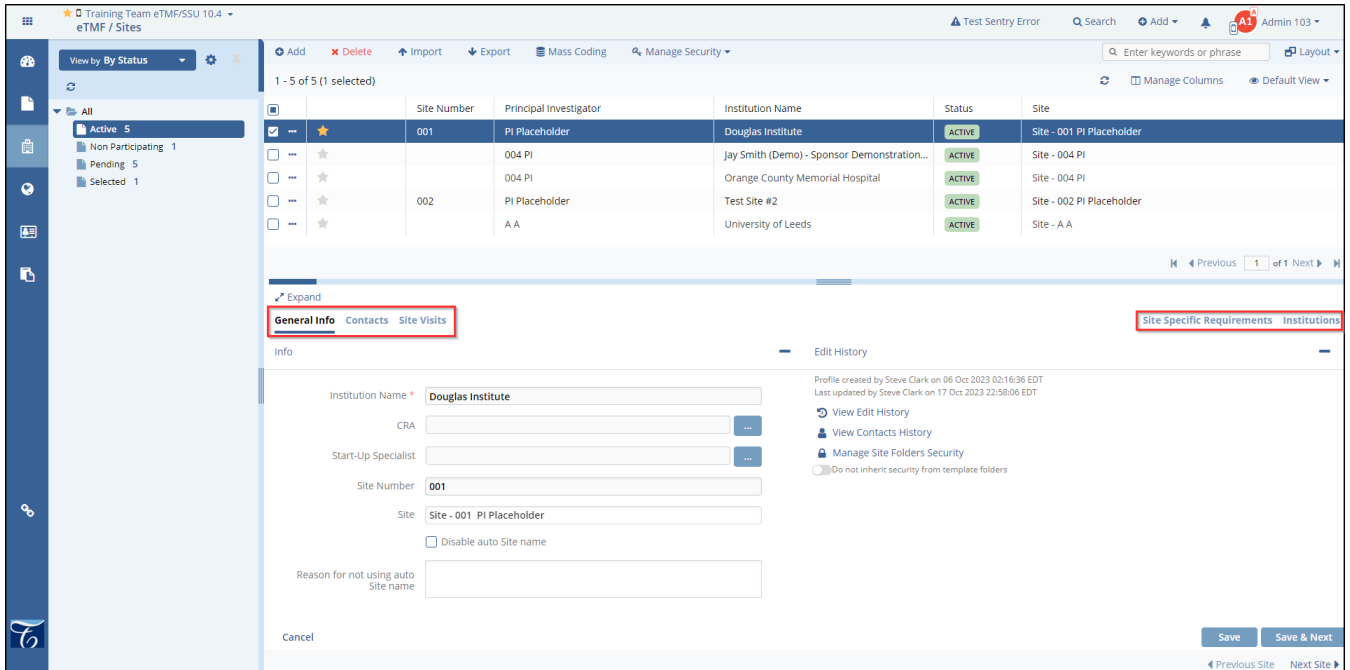 Training Team eTMF/SSU 10.4
eTMF / Sites
Test Sentry Error
Search
Add
A1
A
Admin 103
View by By Status
All
Active 5
Non Participating 1
Pending 5
Selected 1
Add
Delete
Import
Export
Mass Coding
Manage Security
Enter keywords or phrase
Layout
1 - 5 of 5 (1 selected)
Manage Columns
Default View
Site Number Principal Investigator Institution Name Status Site
001 PI Placeholder Douglas Institute ACTIVE Site - 001 PI Placeholder
004 PI Jay Smith (Demo) - Sponsor Demonstration... ACTIVE Site - 004 PI
004 PI Orange County Memorial Hospital ACTIVE Site - 004 PI
002 PI Placeholder Test Site #2 ACTIVE Site - 002 PI Placeholder
A A University of Leeds ACTIVE Site - A A
Previous 1 of 1 Next
Expand
General Info Contacts Site Visits
Site Specific Requirements Institutions
Info
Institution Name * Douglas Institute
CRA ...
Start-Up Specialist ...
Site Number 001
Site Site - 001 PI Placeholder
Disable auto Site name
Reason for not using auto
Site name
Edit History
Profile created by Steve Clark on 06 Oct 2023 02:16:36 EDT
Last updated by Steve Clark on 17 Oct 2023 22:58:06 EDT
View Edit History
View Contacts History
Manage Site Folders Security
Do not inherit security from template folders
Cancel
Save
Save & Next
Previous Site Next Site